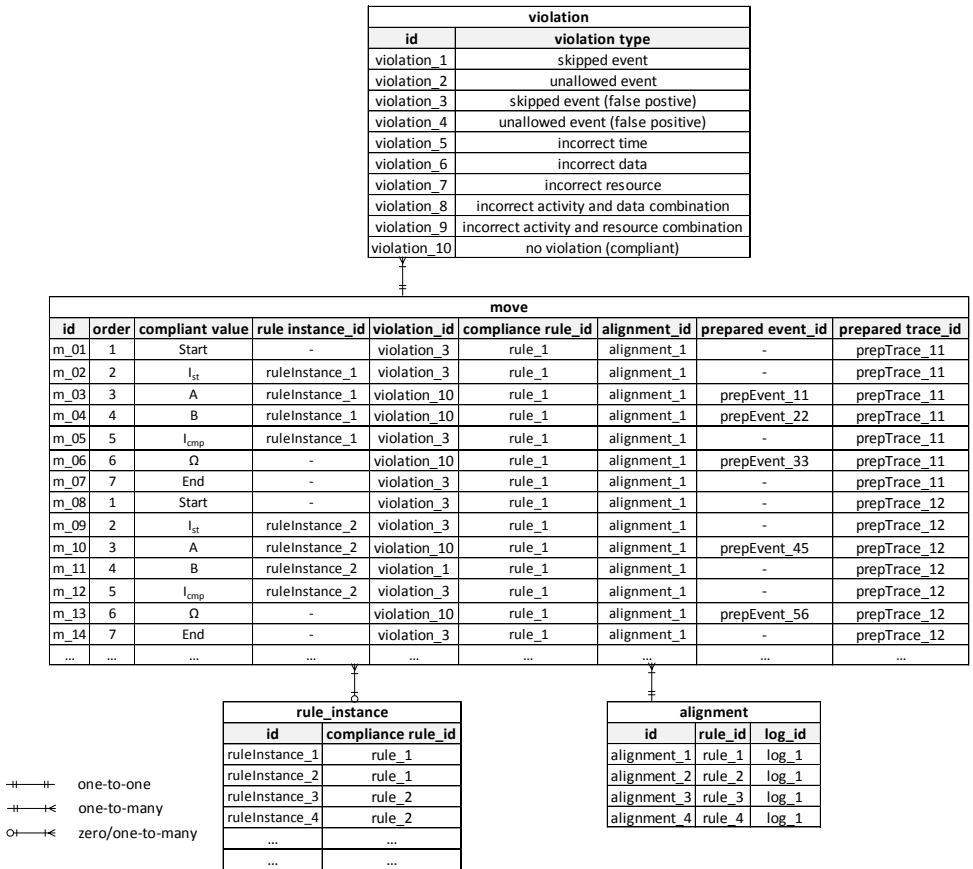 violation
id violation type
violation_1 skipped event
violation_2 unallowed event
violation_3 skipped event (false postive)
violation_4 unallowed event (false positive)
violation_5 incorrect time
violation_6 incorrect data
violation_7 incorrect resource
violation_8 incorrect activity and data combination
violation_9 incorrect activity and resource combination
violation_10 no violation (compliant)
move
id order compliant value rule instance_id violation_id compliance rule_id alignment_id prepared event_id prepared trace_id
m_01 1 Start - violation_3 rule_1 alignment_1 - prepTrace_11
m_02 2 Ist ruleInstance_1 violation_3 rule_1 alignment_1 - prepTrace_11
m_03 3 A ruleInstance_1 violation_10 rule_1 alignment_1 prepEvent_11 prepTrace_11
m_04 4 B ruleInstance_1 violation_10 rule_1 alignment_1 prepEvent_22 prepTrace_11
m_05 5 Icmp ruleInstance_1 violation_3 rule_1 alignment_1 - prepTrace_11
m_06 6 Ω - violation_10 rule_1 alignment_1 prepEvent_33 prepTrace_11
m_07 7 End - violation_3 rule_1 alignment_1 - prepTrace_11
m_08 1 Start - violation_3 rule_1 alignment_1 - prepTrace_12
m_09 2 Ist ruleInstance_2 violation_3 rule_1 alignment_1 - prepTrace_12
m_10 3 A ruleInstance_2 violation_10 rule_1 alignment_1 prepEvent_45 prepTrace_12
m_11 4 B ruleInstance_2 violation_1 rule_1 alignment_1 - prepTrace_12
m_12 5 Icmp ruleInstance_2 violation_3 rule_1 alignment_1 - prepTrace_12
m_13 6 Ω - violation_10 rule_1 alignment_1 prepEvent_56 prepTrace_12
m_14 7 End - violation_3 rule_1 alignment_1 - prepTrace_12
... ... ... ... ... ... ... ... ...
rule_instance
id compliance rule_id
ruleInstance_1 rule_1
ruleInstance_2 rule_1
ruleInstance_3 rule_2
ruleInstance_4 rule_2
... ...
... ...
alignment
id rule_id log_id
alignment_1 rule_1 log_1
alignment_2 rule_2 log_1
alignment_3 rule_3 log_1
alignment_4 rule_4 log_1
one-to-one
one-to-many
zero/one-to-many